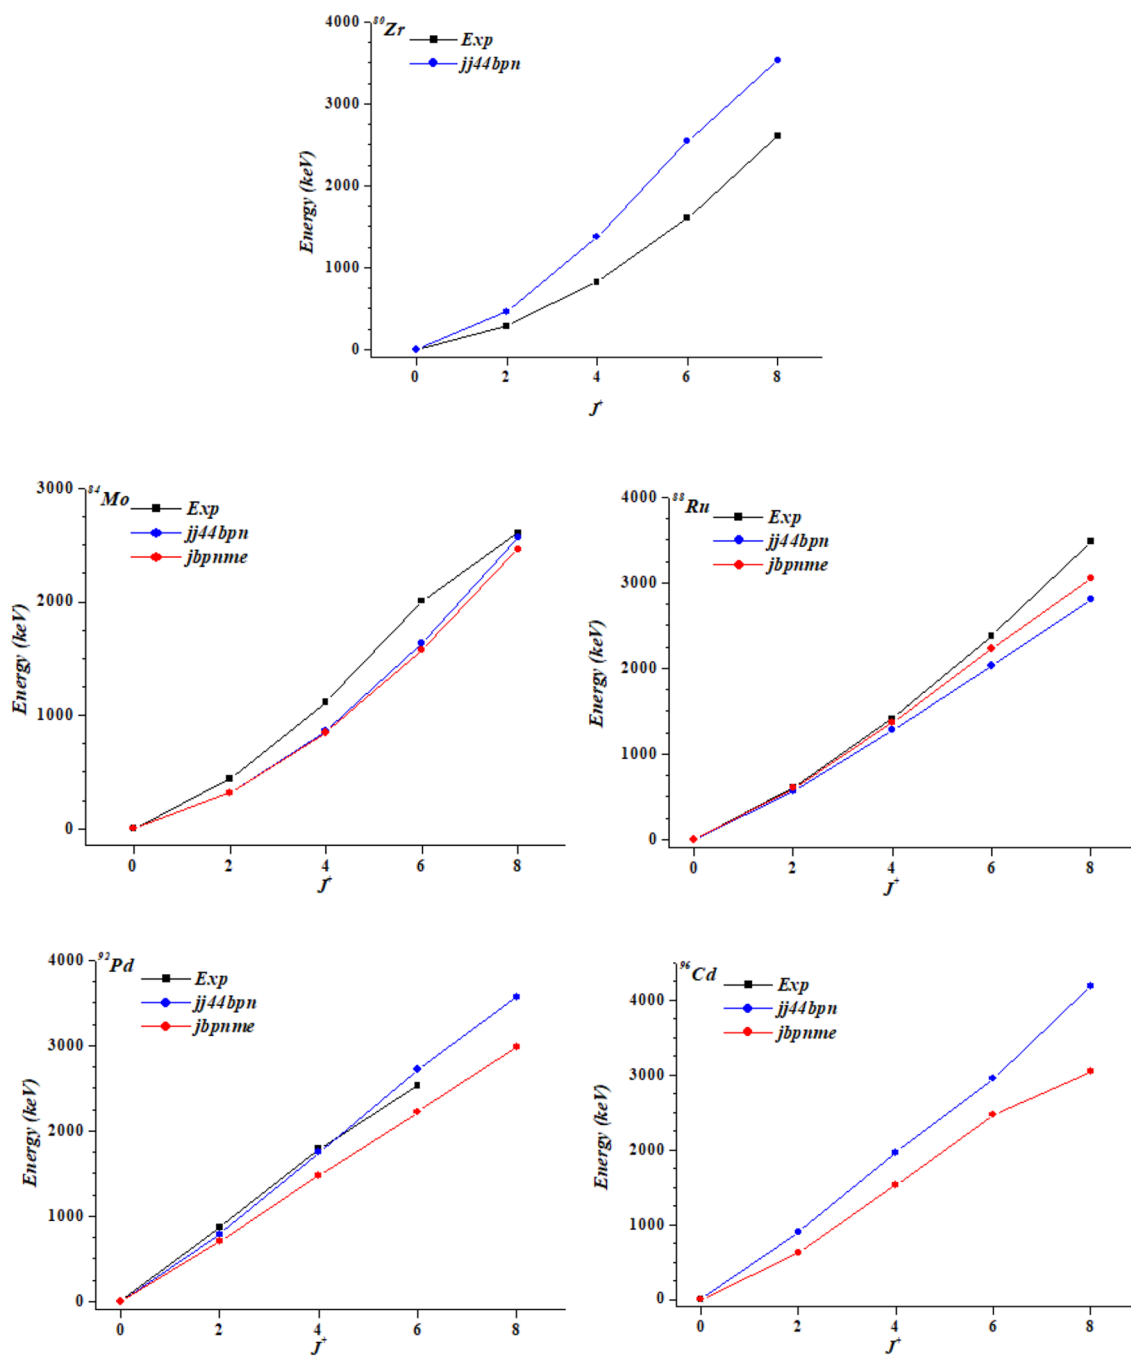 ⁸⁰Zr
Exp
jj44bpn
4000
3000
2000
1000
0
Energy (keV)
0 2 4 6 8
J⁺
⁸⁴Mo
Exp
jj44bpn
jbpnme
3000
2000
1000
0
Energy (keV)
0 2 4 6 8
J⁺
⁸⁸Ru
Exp
jj44bpn
jbpnme
4000
3000
2000
1000
0
Energy (keV)
0 2 4 6 8
J⁺
⁹²Pd
Exp
jj44bpn
jbpnme
4000
3000
2000
1000
0
Energy (keV)
0 2 4 6 8
J⁺
⁹⁶Cd
Exp
jj44bpn
jbpnme
4000
3000
2000
1000
0
Energy (keV)
0 2 4 6 8
J⁺